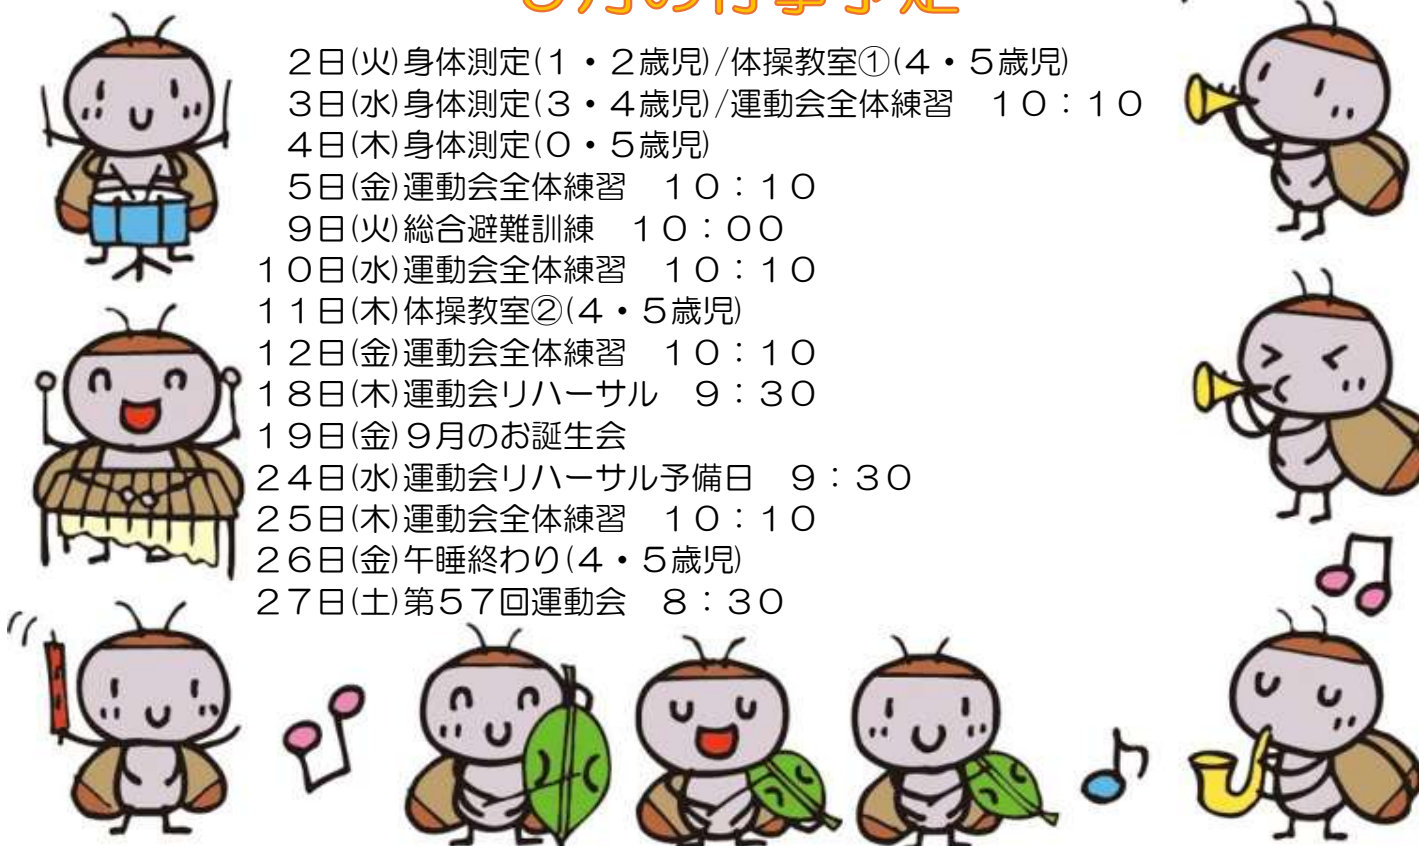 9月の行事予定
2日(火)身体測定(1・2歳児)/体操教室①(4・5歳児)
3日(水)身体測定(3・4歳児)/運動会全体練習 10:10
4日(木)身体測定(0・5歳児)
5日(金)運動会全体練習 10:10
9日(火)総合避難訓練 10:00
10日(水)運動会全体練習 10:10
11日(木)体操教室②(4・5歳児)
12日(金)運動会全体練習 10:10
18日(木)運動会リハーサル 9:30
19日(金)9月のお誕生会
24日(水)運動会リハーサル予備日 9:30
25日(木)運動会全体練習 10:10
26日(金)午睡終わり(4・5歳児)
27日(土)第57回運動会 8:30